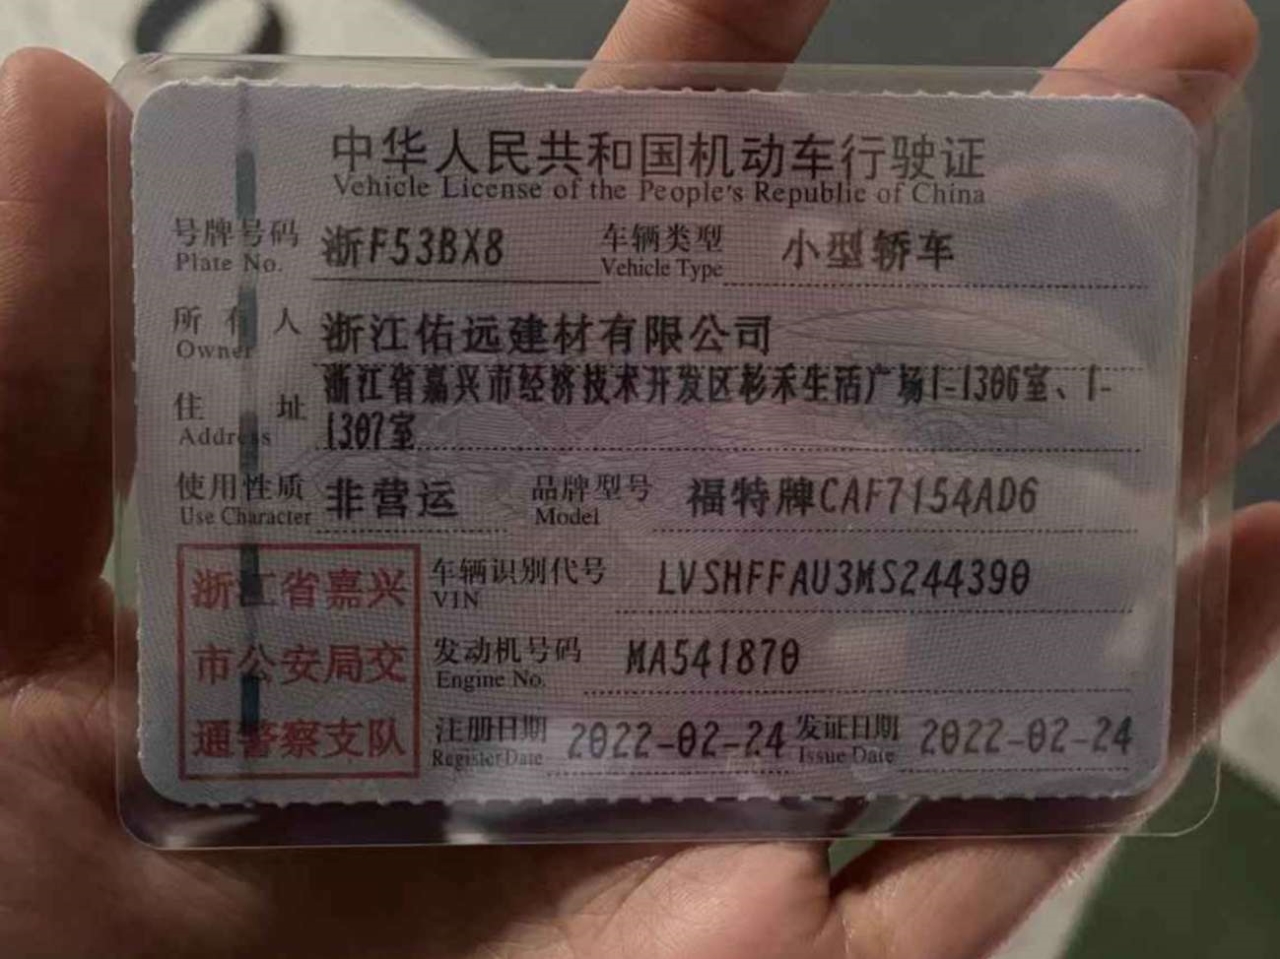 中华人民共和国机动车行驶证
Vehicle License of the People's Republic of China
号牌号码 浙F53BX8 车辆类型 小型轿车
Plate No. Vehicle Type
所有人 浙江佑远建材有限公司
Owner
住址 浙江省嘉兴市经济技术开发区杉禾生活广场1-1306室、1-
Address 1307室
使用性质 非营运 品牌型号 福特牌CAF7154AD6
Use Character Model
浙江省嘉兴 车辆识别代号 LVSHFFAU3MS244390
VIN
市公安局交 发动机号码 MA541870
Engine No.
通警察支队 注册日期 2022-02-24 发证日期 2022-02-24
Register Date Issue Date